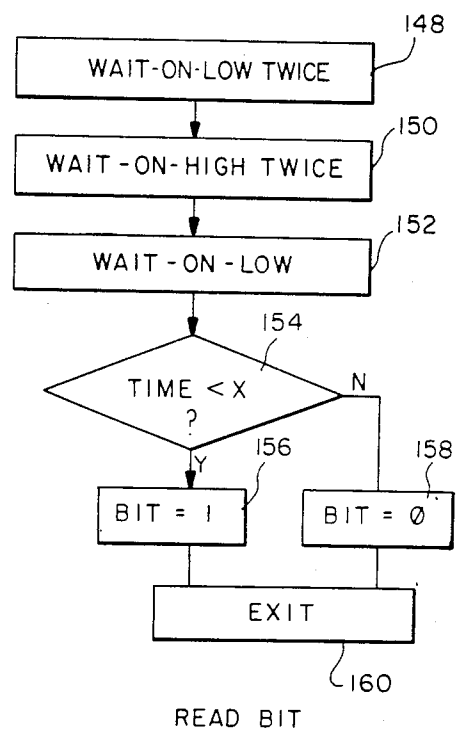 148
WAIT-ON-LOW TWICE
150
WAIT-ON-HIGH TWICE
152
WAIT-ON-LOW
154
TIME < X
?
N
Y
156
158
BIT = 1
BIT = Ø
EXIT
160
READ BIT